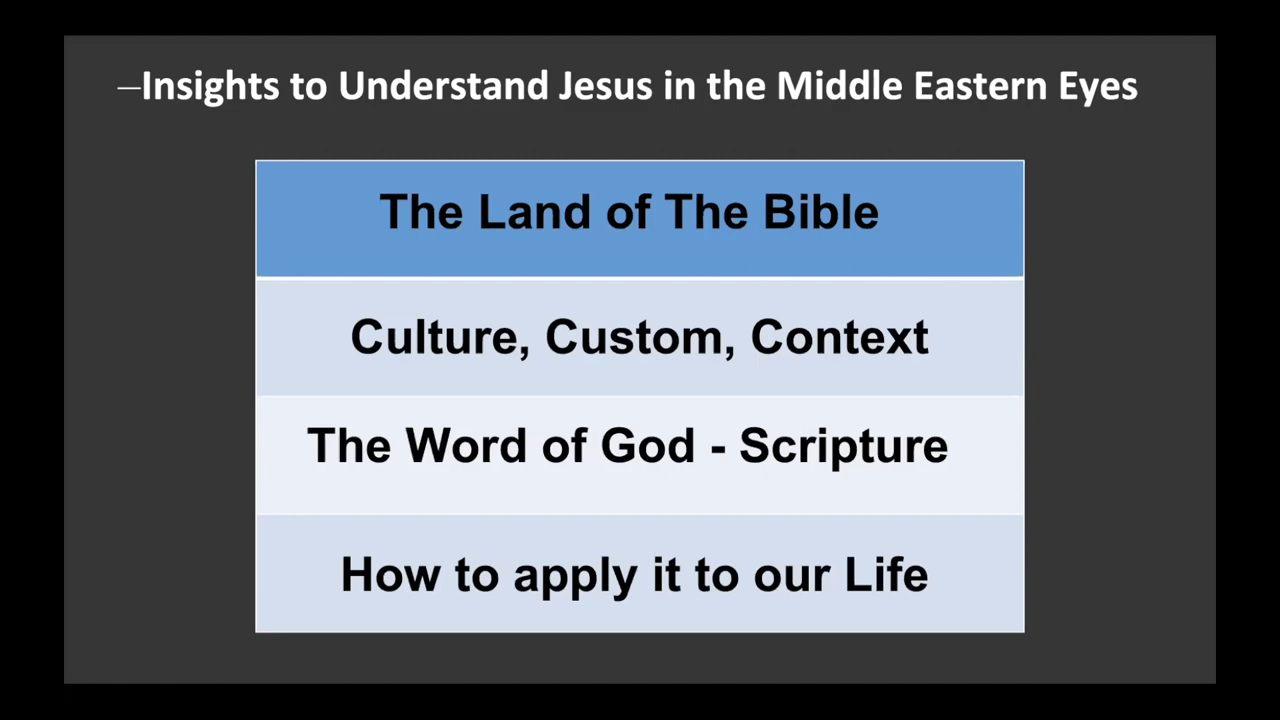 –Insights to Understand Jesus in the Middle Eastern Eyes
The Land of The Bible
Culture, Custom, Context
The Word of God - Scripture
How to apply it to our Life